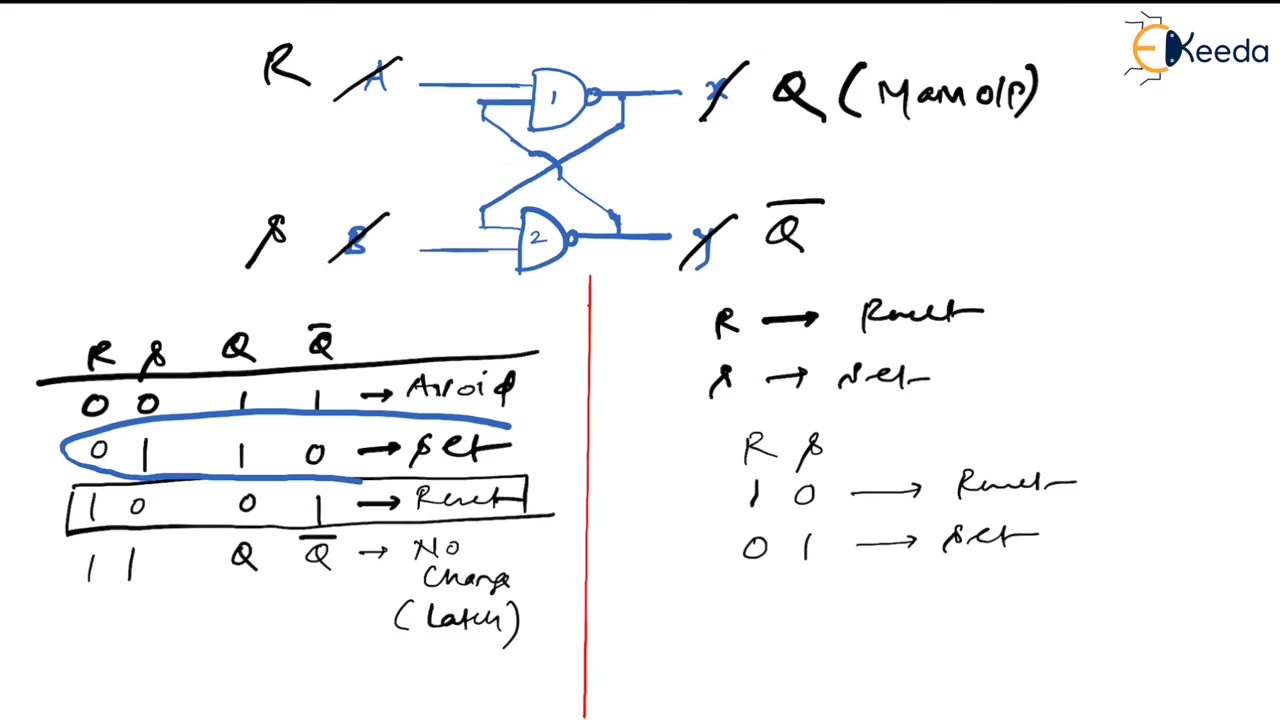 EKeeda
R A 1 X Q (Main o/p)
S B 2 Y Q̅
R → Reset
S → Set
R S Q Q̅
0 0 1 1 → Avoid
0 1 1 0 → Set
1 0 0 1 → Reset
1 1 Q Q̅ → No
Change
(Latch)
R S
1 0 → Reset
0 1 → Set